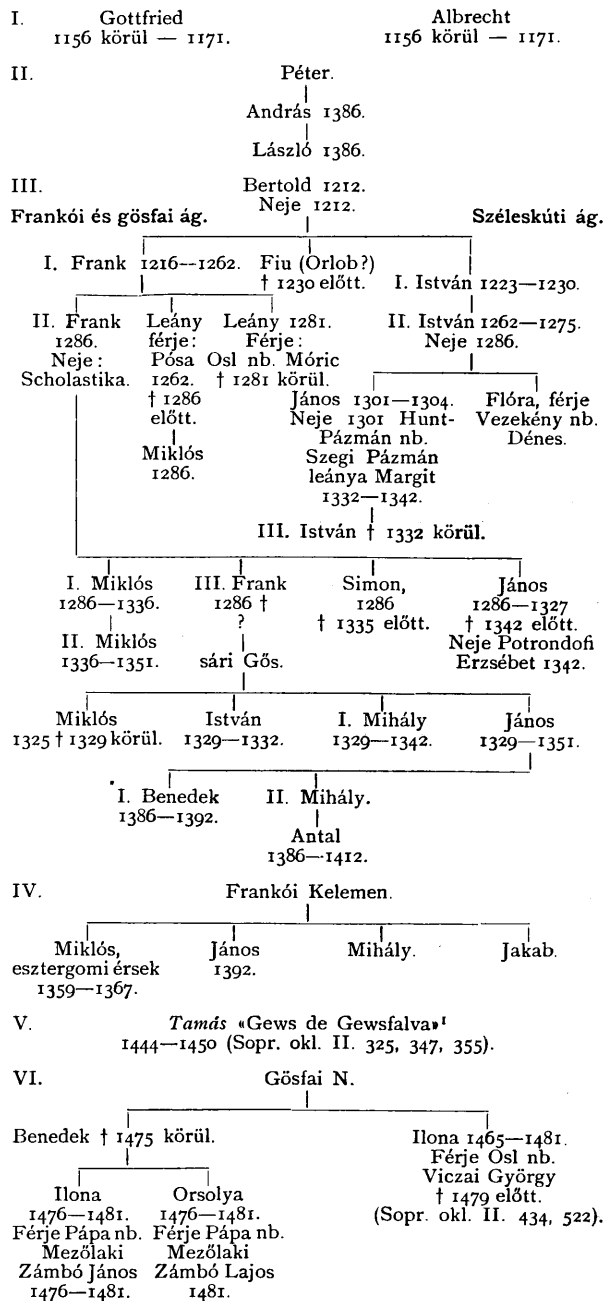 I. Gottfried Albrecht
1156 körül — 1171. 1156 körül — 1171.
II. Péter.
András 1386.
László 1386.
III. Bertold 1212.
Neje 1212.
Frankói és gösfai ág. Széleskúti ág.
I. Frank 1216—1262. Fiu (Orlob?)
† 1230 előtt. I. István 1223—1230.
II. Frank Leány Leány 1281. II. István 1262—1275.
1286. férje: Férje: Neje 1286.
Neje: Pósa Osl nb. Móric
Scholastika. 1262. † 1281 körül.
† 1286 János 1301—1304. Flóra, férje
előtt. Neje 1301 Hunt- Vezekény nb.
Miklós Pázmán nb. Dénes.
1286. Szegi Pázmán
leánya Margit
1332—1342.
III. István † 1332 körül.
I. Miklós III. Frank Simon, János
1286—1336. 1286 † 1286 1286—1327
? † 1335 előtt. † 1342 előtt.
II. Miklós Neje Potrondofi
1336—1351. sári Gős. Erzsébet 1342.
Miklós István I. Mihály János
1325 † 1329 körül. 1329—1332. 1329—1342. 1329—1351.
I. Benedek II. Mihály.
1386—1392.
Antal
1386—1412.
IV. Frankói Kelemen.
Miklós, János Mihály. Jakab.
esztergomi érsek 1392.
1359—1367.
V. Tamás «Gews de Gewsfalva»¹
1444—1450 (Sopr. okl. II. 325, 347, 355).
VI. Gösfai N.
Benedek † 1475 körül. Ilona 1465—1481.
Férje Osl nb.
Viczai György
† 1479 előtt.
(Sopr. okl. II. 434, 522).
Ilona Orsolya
1476—1481. 1476—1481.
Férje Pápa nb. Férje Pápa nb.
Mezőlaki Mezőlaki
Zámbó János Zámbó Lajos
1476—1481. 1481.